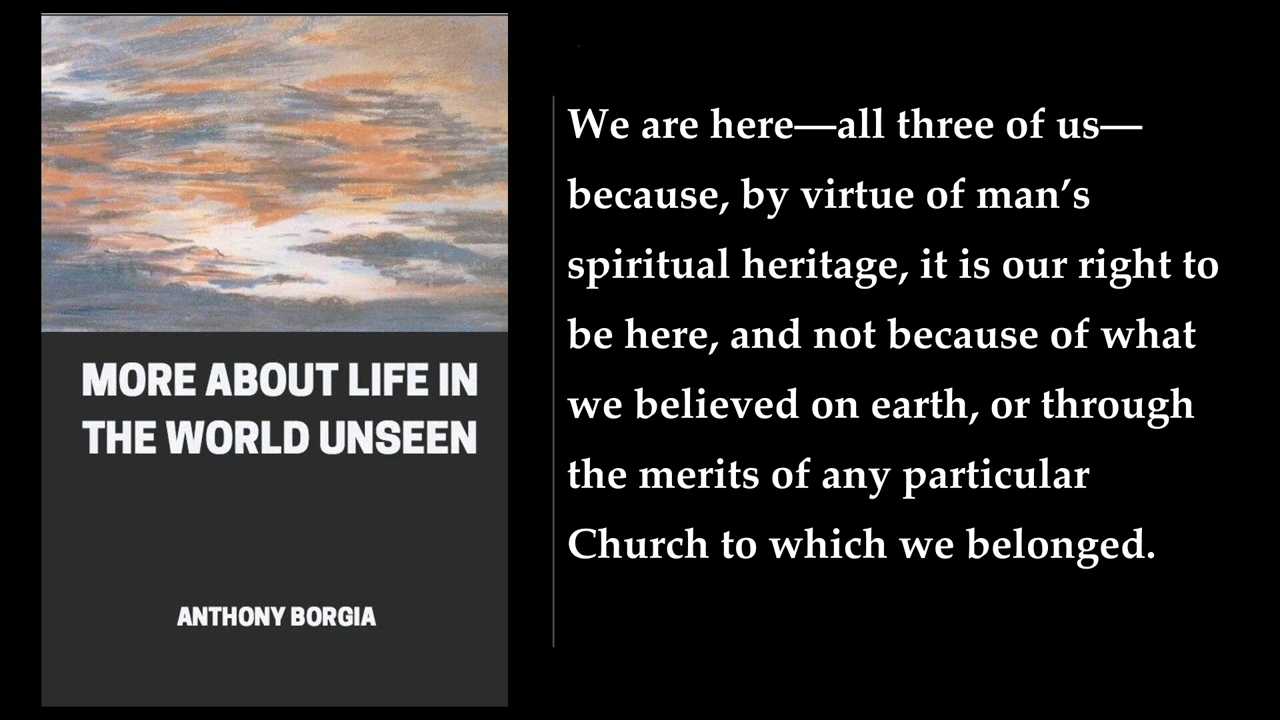 MORE ABOUT LIFE IN
THE WORLD UNSEEN
ANTHONY BORGIA
We are here—all three of us—
because, by virtue of man’s
spiritual heritage, it is our right to
be here, and not because of what
we believed on earth, or through
the merits of any particular
Church to which we belonged.